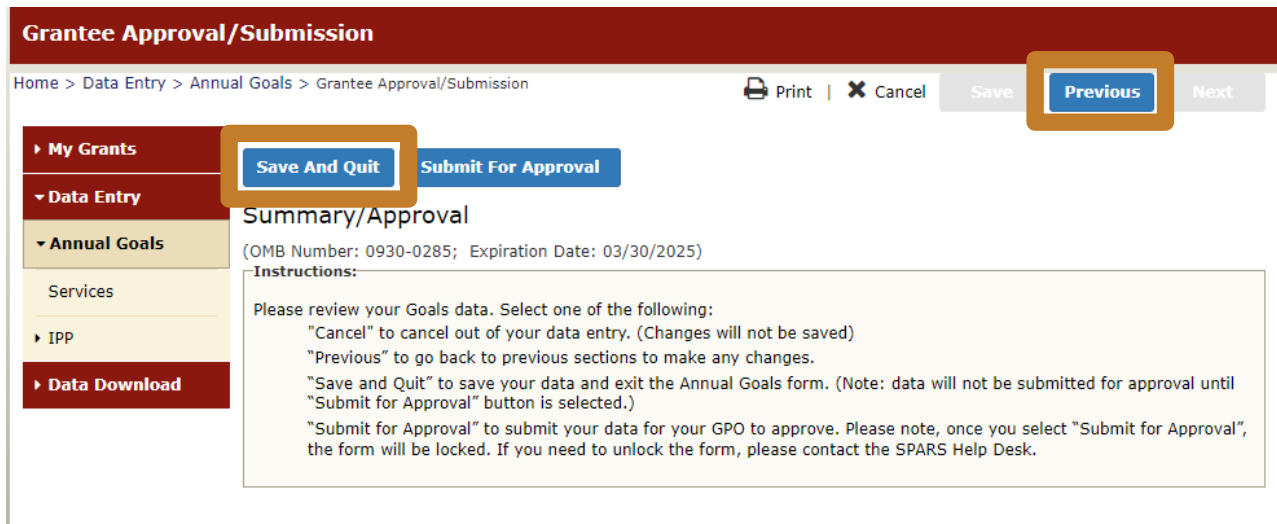 Grantee Approval/Submission
Home > Data Entry > Annual Goals > Grantee Approval/Submission
Print | Cancel Save Previous Next
My Grants
Data Entry
Annual Goals
Services
IPP
Data Download
Save And Quit Submit For Approval
Summary/Approval
(OMB Number: 0930-0285; Expiration Date: 03/30/2025)
Instructions:
Please review your Goals data. Select one of the following:
"Cancel" to cancel out of your data entry. (Changes will not be saved)
“Previous” to go back to previous sections to make any changes.
“Save and Quit” to save your data and exit the Annual Goals form. (Note: data will not be submitted for approval until
“Submit for Approval” button is selected.)
“Submit for Approval” to submit your data for your GPO to approve. Please note, once you select “Submit for Approval”,
the form will be locked. If you need to unlock the form, please contact the SPARS Help Desk.